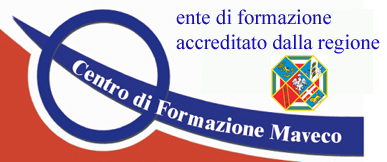 ente di formazione
accreditato dalla regione
Centro di Formazione Maveco